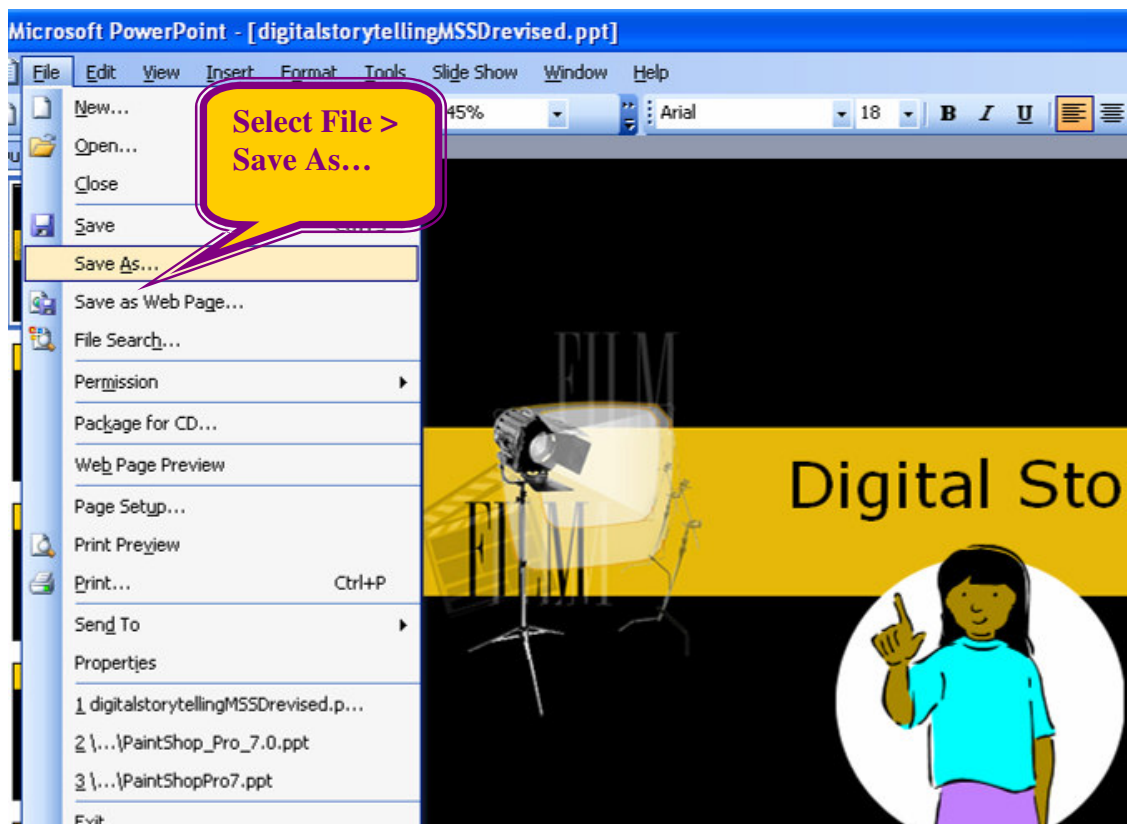 Microsoft PowerPoint - [digitalstorytellingMSSDrevised.ppt]
File Edit View Insert Format Tools Slide Show Window Help
45% Arial 18 B I U
New...
Select File >
Save As…
Open...
Close
Save
Save As...
Save as Web Page...
File Search...
Permission
Package for CD...
Web Page Preview
Page Setup...
Print Preview
Print... Ctrl+P
Send To
Properties
1 digitalstorytellingMSSDrevised.p...
2 \...\PaintShop_Pro_7.0.ppt
3 \...\PaintShopPro7.ppt
Exit
FILM
FILM
Digital Sto